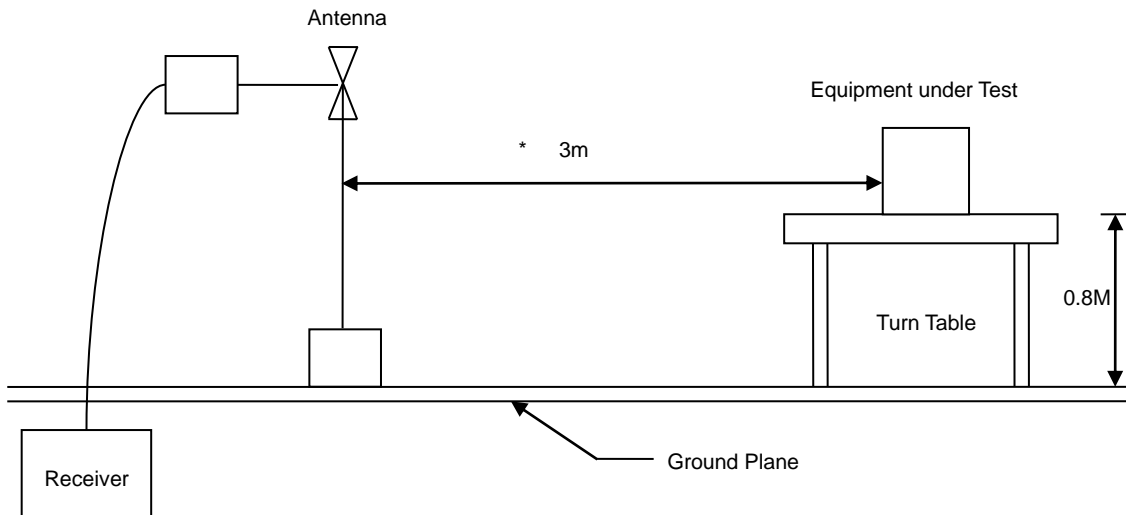 Antenna
Equipment under Test
* 3m
0.8M
Turn Table
Ground Plane
Receiver